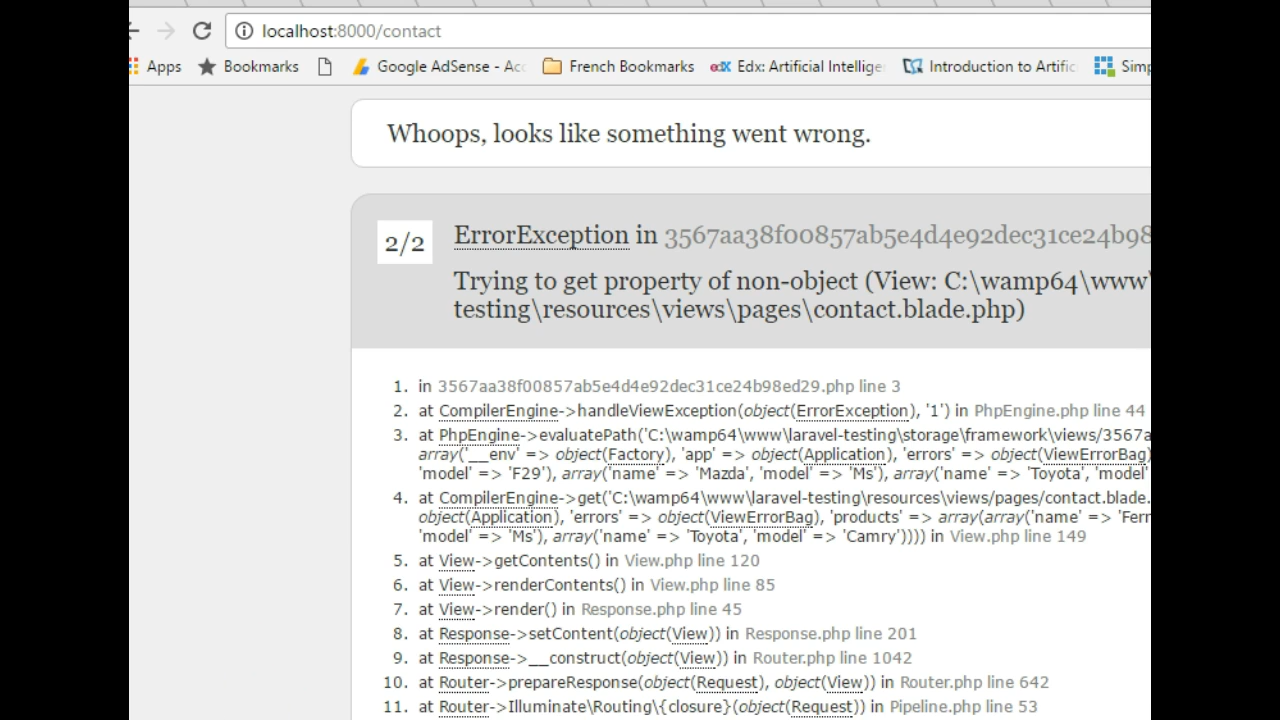 localhost:8000/contact
Apps Bookmarks Google AdSense - Ac French Bookmarks edX Edx: Artificial Intellige Introduction to Artific Simp
Whoops, looks like something went wrong.
2/2 ErrorException in 3567aa38f00857ab5e4d4e92dec31ce24b98
Trying to get property of non-object (View: C:\wamp64\www\
testing\resources\views\pages\contact.blade.php)
1. in 3567aa38f00857ab5e4d4e92dec31ce24b98ed29.php line 3
2. at CompilerEngine->handleViewException(object(ErrorException), '1') in PhpEngine.php line 44
3. at PhpEngine->evaluatePath('C:\wamp64\www\laravel-testing\storage\framework\views/3567a
array('__env' => object(Factory), 'app' => object(Application), 'errors' => object(ViewErrorBag)
'model' => 'F29'), array('name' => 'Mazda', 'model' => 'Ms'), array('name' => 'Toyota', 'model'
4. at CompilerEngine->get('C:\wamp64\www\laravel-testing\resources\views/pages/contact.blade.
object(Application), 'errors' => object(ViewErrorBag), 'products' => array(array('name' => 'Ferr
'model' => 'Ms'), array('name' => 'Toyota', 'model' => 'Camry')))) in View.php line 149
5. at View->getContents() in View.php line 120
6. at View->renderContents() in View.php line 85
7. at View->render() in Response.php line 45
8. at Response->setContent(object(View)) in Response.php line 201
9. at Response->__construct(object(View)) in Router.php line 1042
10. at Router->prepareResponse(object(Request), object(View)) in Router.php line 642
11. at Router->Illuminate\Routing\{closure}(object(Request)) in Pipeline.php line 53